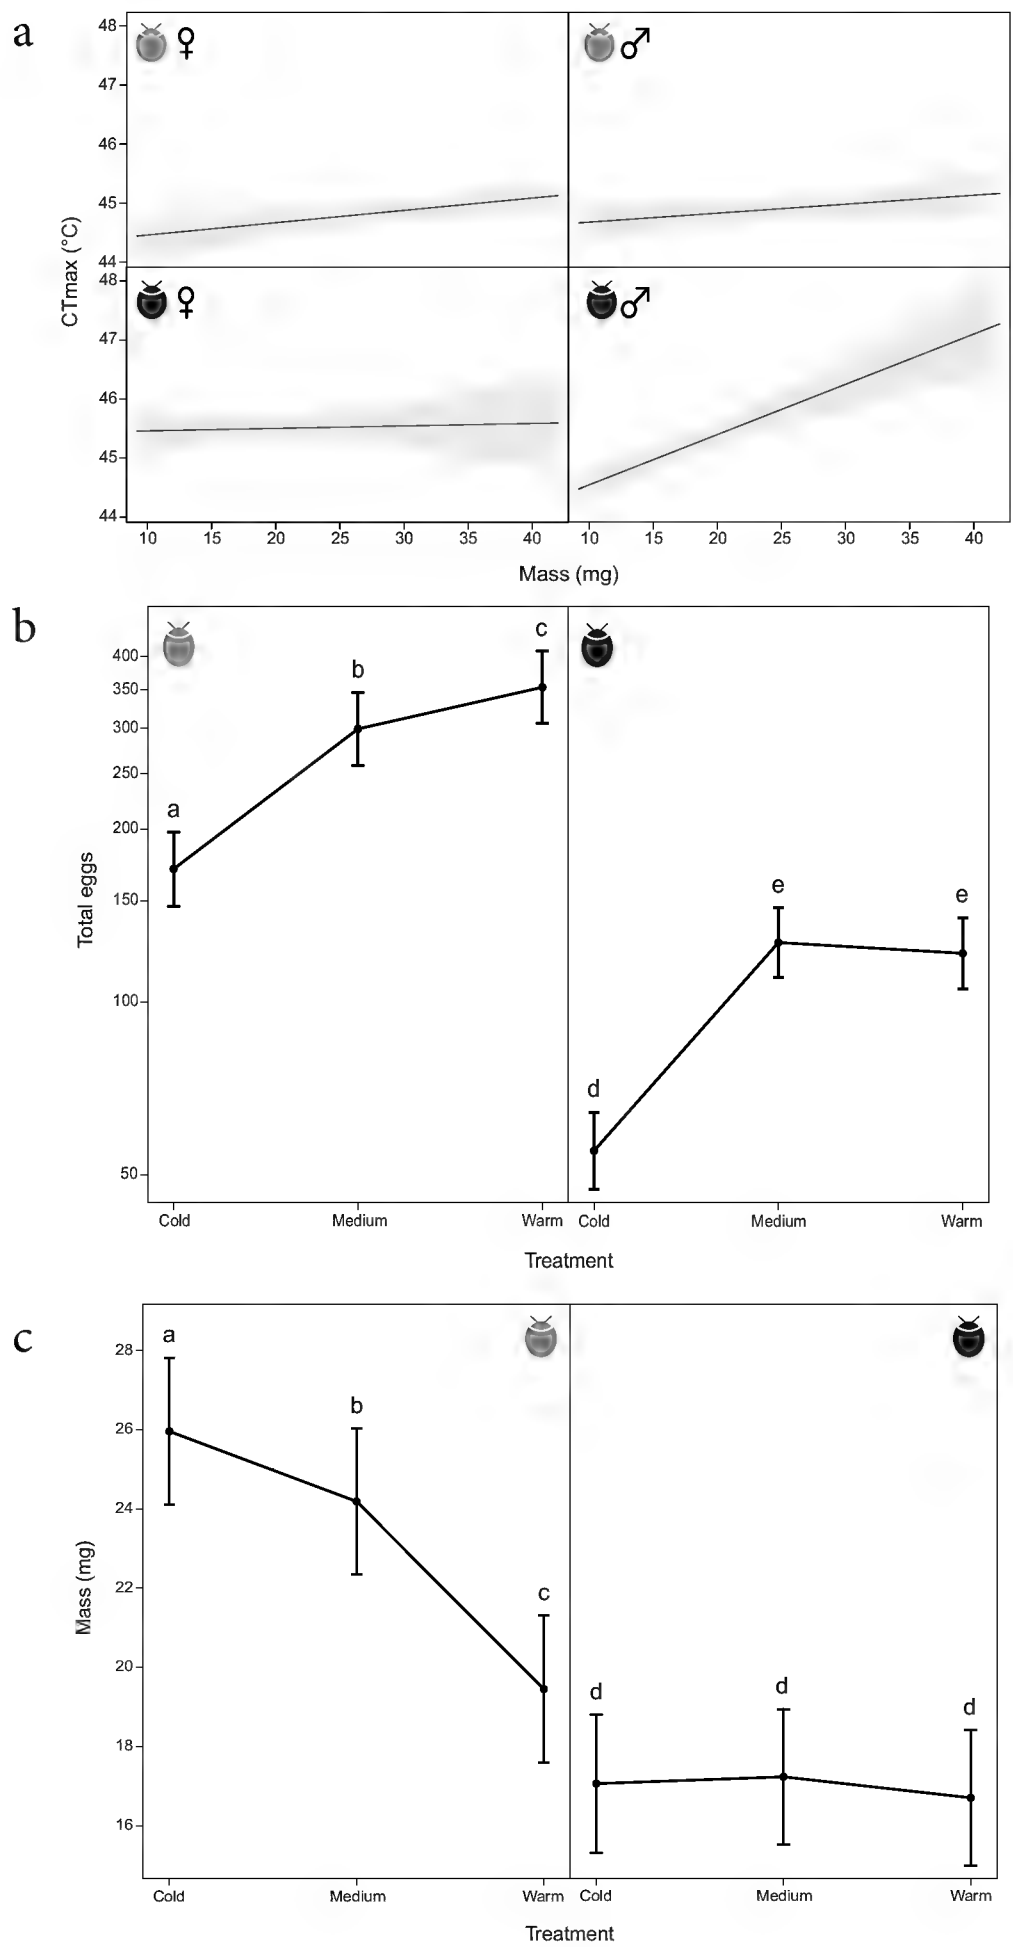 a
48
♀
♂
47
46
45
44
CTmax (°C)
48
♀
♂
47
46
45
44
10 15 20 25 30 35 40 10 15 20 25 30 35 40
Mass (mg)
b
c
b
400
350
300
250
a
200
e
e
150
Total eggs
100
d
50
Cold Medium Warm Cold Medium Warm
Treatment
c
a
28
b
26
24
Mass (mg)
c
22
20
d
d
d
18
16
Cold Medium Warm Cold Medium Warm
Treatment